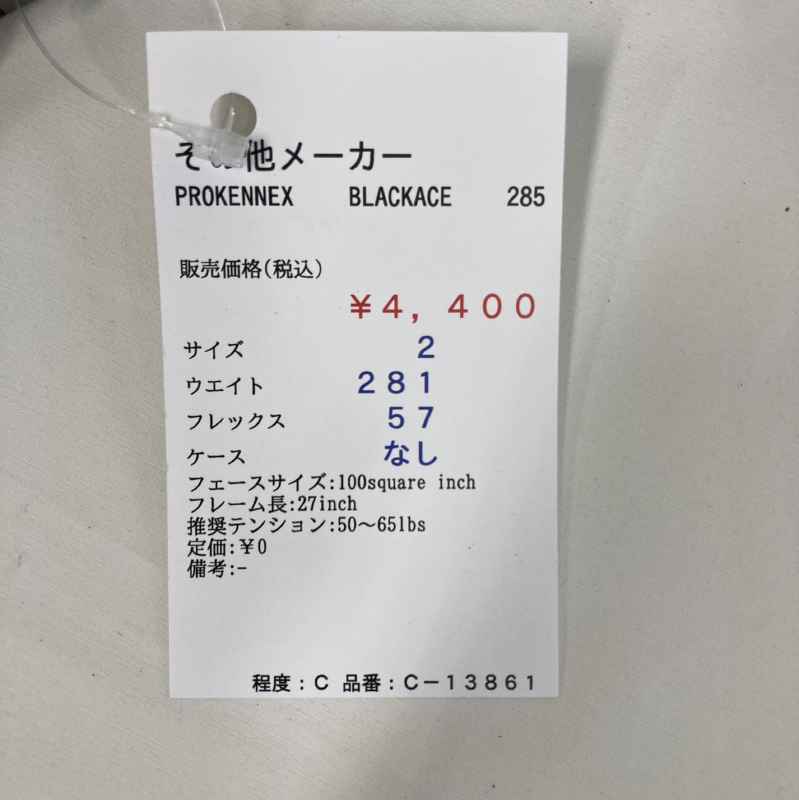 その他メーカー
PROKENNEX BLACKACE 285
販売価格(税込)
¥4,400
サイズ 2
ウエイト 281
フレックス 57
ケース なし
フェースサイズ:100square inch
フレーム長:27inch
推奨テンション:50～65lbs
定価:¥0
備考:-
程度：C 品番：C－13861